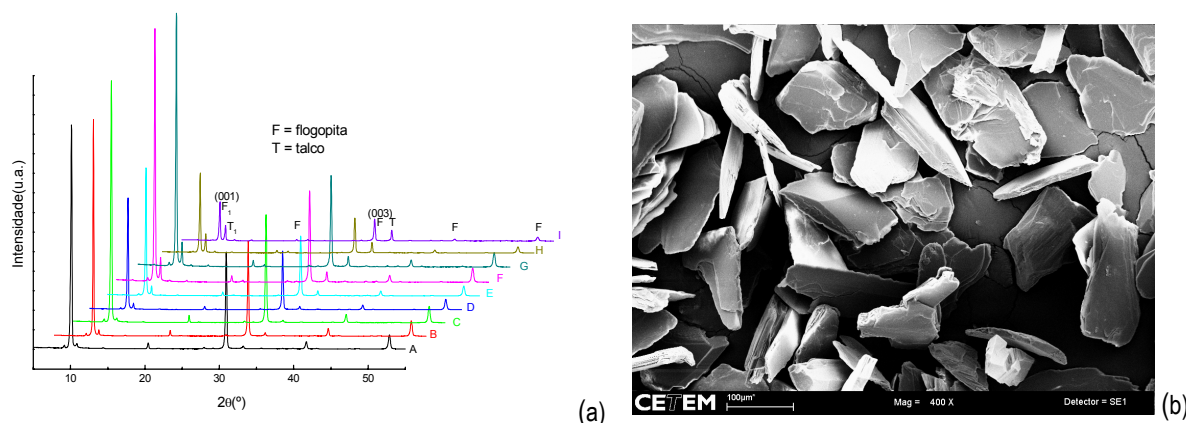 F = flogopita
T = talco
Intensidade(u.a.)
(001)
F1
T1
F
(003)
F T
F
F
I
H
G
F
E
D
C
B
A
10 20 30 40 50
2θ(º)
(a)
CETEM
100µm*
Mag = 400 X
Detector = SE1
(b)